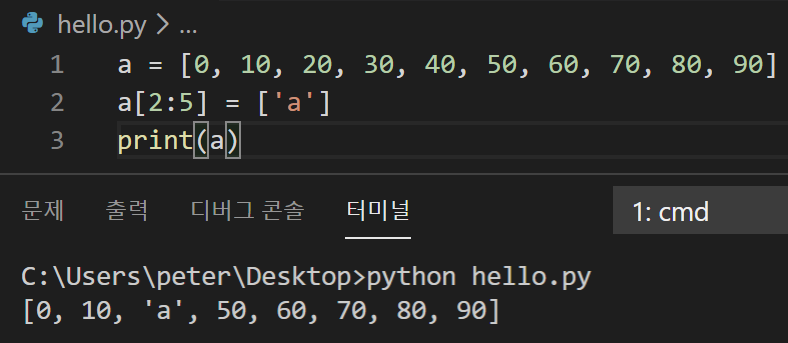 hello.py > ...
1 a = [0, 10, 20, 30, 40, 50, 60, 70, 80, 90]
2 a[2:5] = ['a']
3 print(a)
문제 출력 디버그 콘솔 터미널 1: cmd
C:\Users\peter\Desktop>python hello.py
[0, 10, 'a', 50, 60, 70, 80, 90]